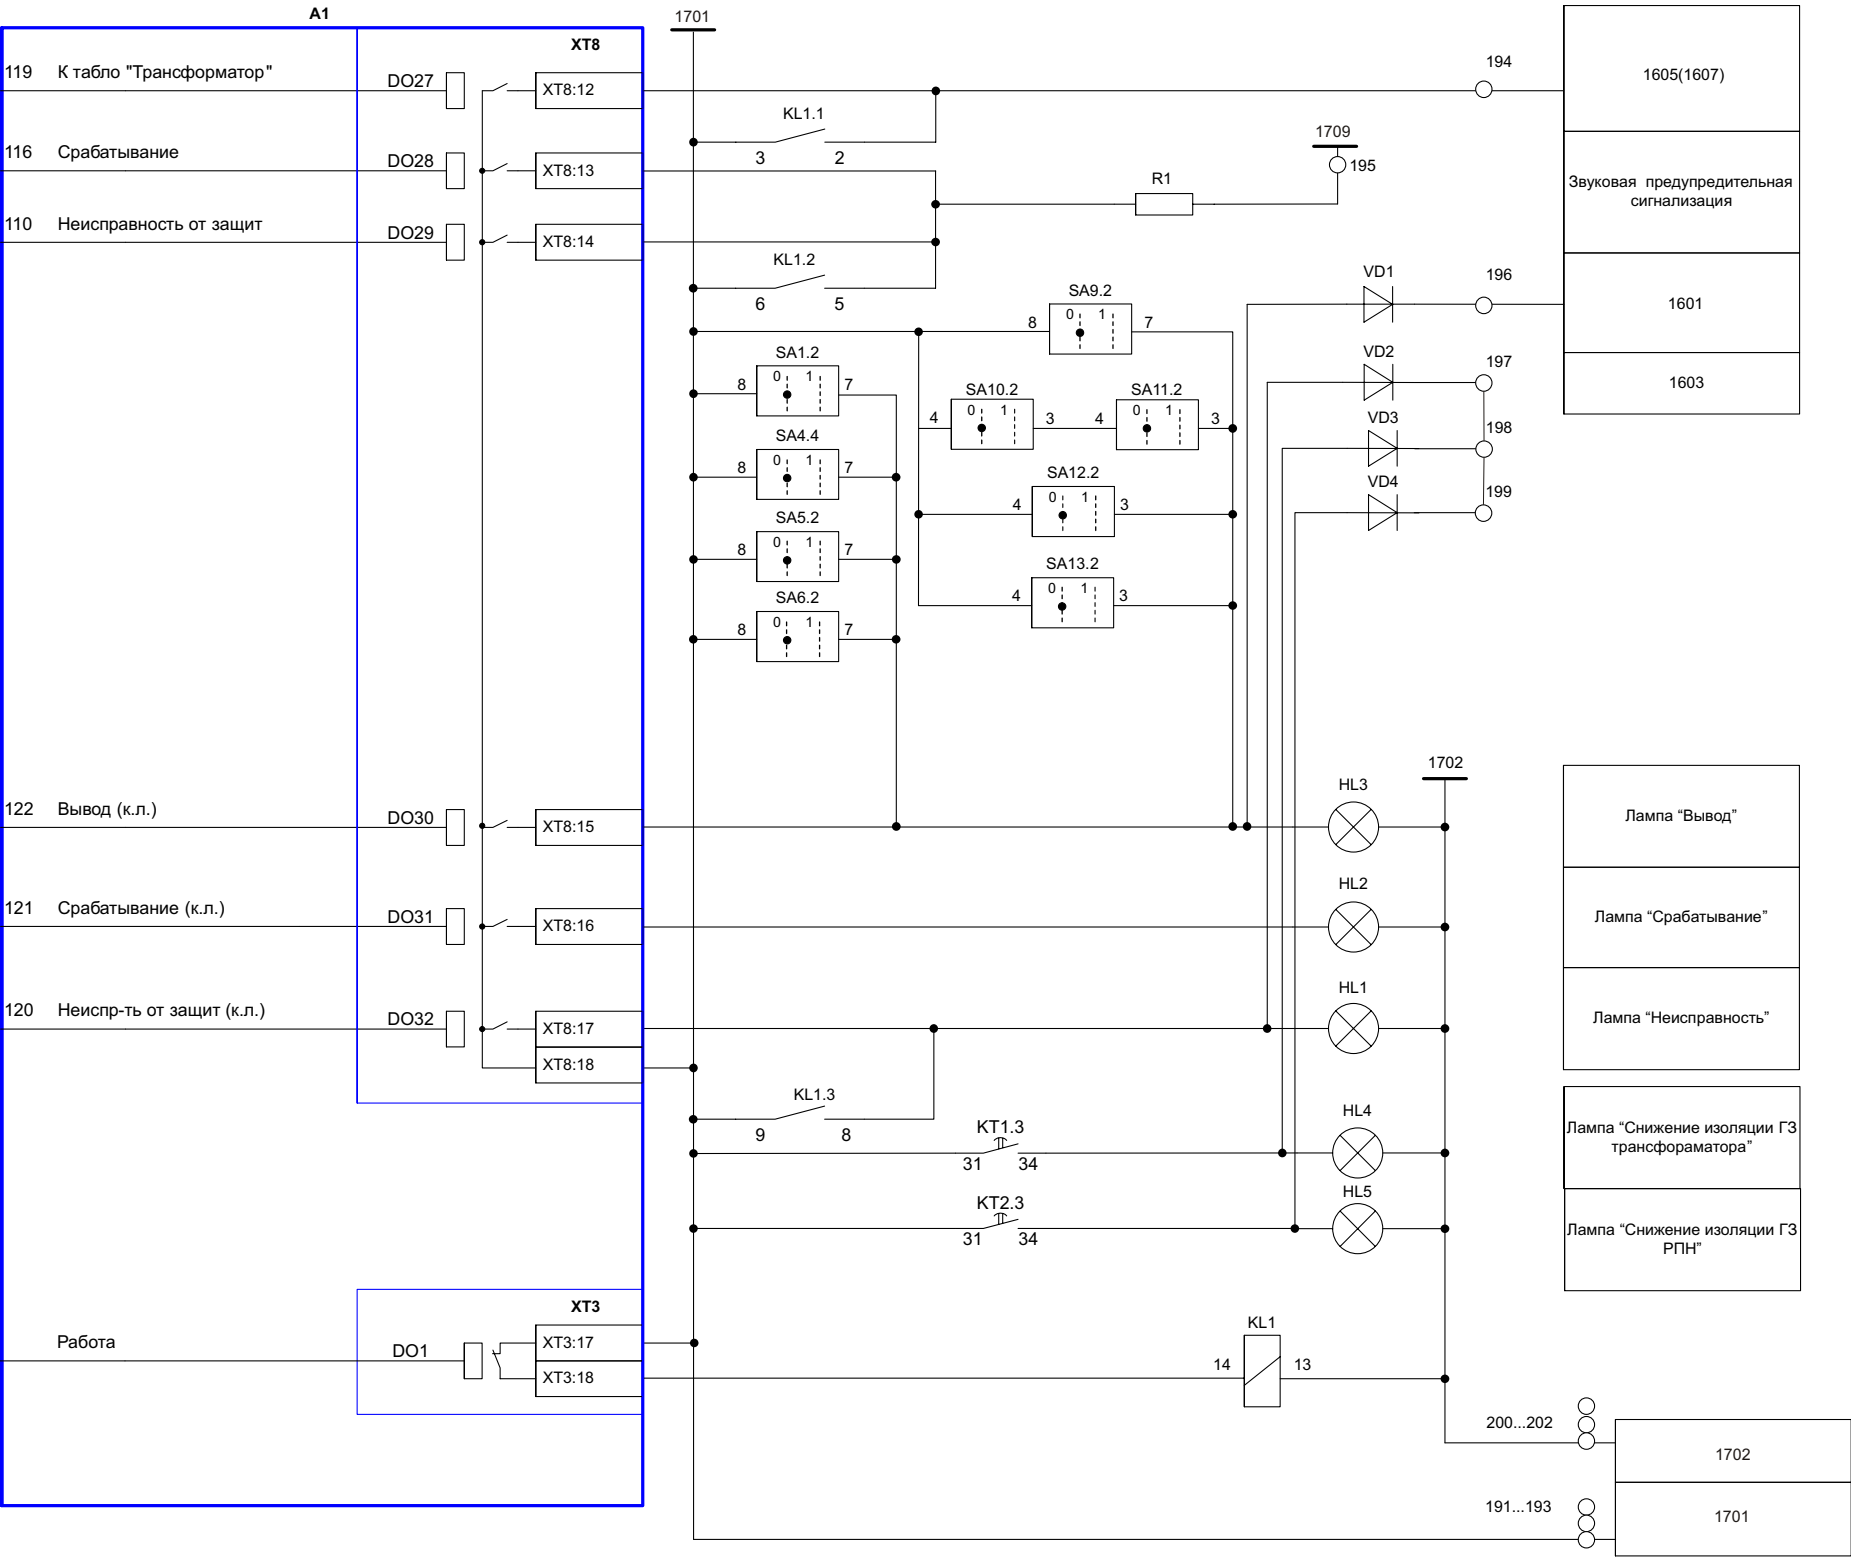 A1
1701
XT8
119 К табло "Трансформатор"
DO27
XT8:12
194
1605(1607)
KL1.1
3 2
1709
195
116 Срабатывание
DO28
XT8:13
R1
Звуковая предупредительная
сигнализация
110 Неисправность от защит
DO29
XT8:14
KL1.2
6 5
VD1
196
1601
SA9.2
8 0 1 7
SA1.2
8 0 1 7
VD2
197
1603
SA10.2
4 0 1 3
SA11.2
4 0 1 3
VD3
198
SA4.4
8 0 1 7
SA12.2
4 0 1 3
VD4
199
SA5.2
8 0 1 7
SA13.2
4 0 1 3
SA6.2
8 0 1 7
1702
122 Вывод (к.л.)
DO30
XT8:15
HL3
Лампа “Вывод”
121 Срабатывание (к.л.)
DO31
XT8:16
HL2
Лампа “Срабатывание”
120 Неиспр-ть от защит (к.л.)
DO32
XT8:17
HL1
Лампа “Неисправность”
XT8:18
KL1.3
9 8
KT1.3
31 34
HL4
Лампа “Снижение изоляции ГЗ
трансфораматора”
KT2.3
31 34
HL5
Лампа “Снижение изоляции ГЗ
РПН”
XT3
Работа
DO1
XT3:17
XT3:18
KL1
14 13
200...202
1702
191...193
1701